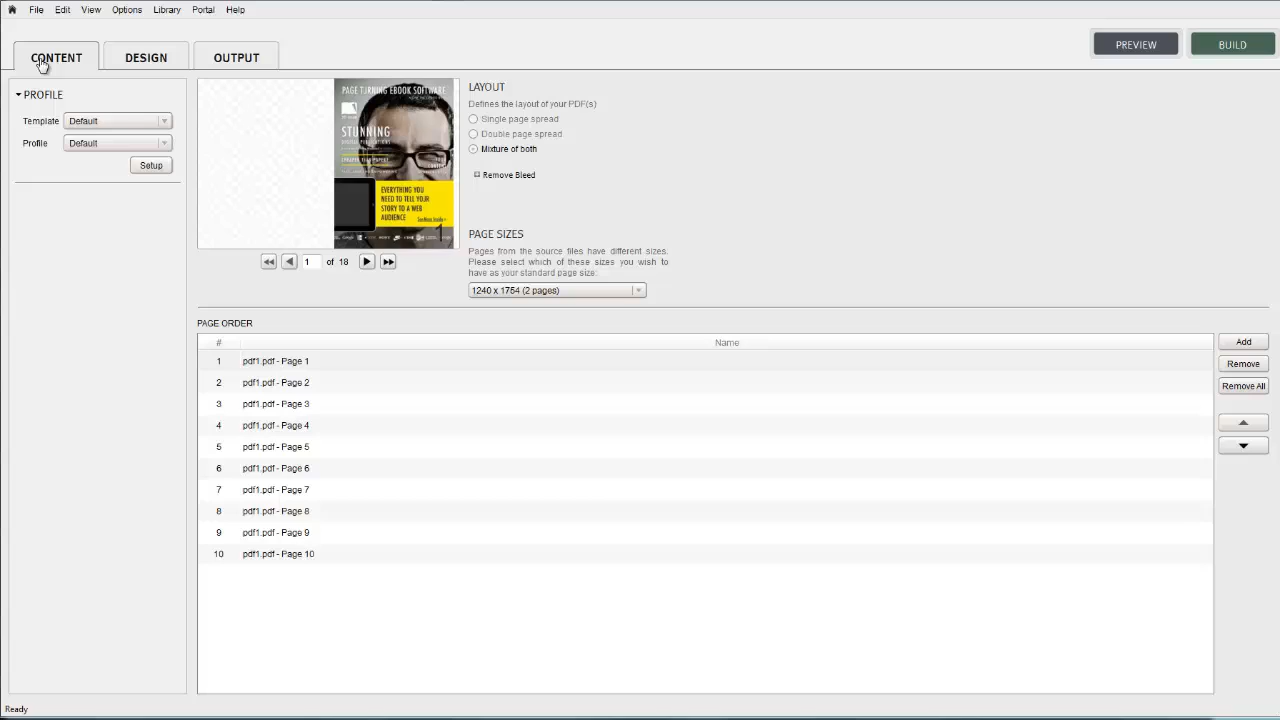 File Edit View Options Library Portal Help
CONTENT DESIGN OUTPUT
PREVIEW BUILD
PROFILE
Template Default
Profile Default
Setup
PAGE TURNING EBOOK SOFTWARE
STUNNING
EVERYTHING YOU
NEED TO TELL YOUR
STORY TO A WEB
AUDIENCE
1 of 18
LAYOUT
Defines the layout of your PDF(s)
Single page spread
Double page spread
Mixture of both
Remove Bleed
PAGE SIZES
Pages from the source files have different sizes.
Please select which of these sizes you wish to
have as your standard page size:
1240 x 1754 (2 pages)
PAGE ORDER
# Name
1 pdf1.pdf - Page 1
2 pdf1.pdf - Page 2
3 pdf1.pdf - Page 3
4 pdf1.pdf - Page 4
5 pdf1.pdf - Page 5
6 pdf1.pdf - Page 6
7 pdf1.pdf - Page 7
8 pdf1.pdf - Page 8
9 pdf1.pdf - Page 9
10 pdf1.pdf - Page 10
Add
Remove
Remove All
Ready